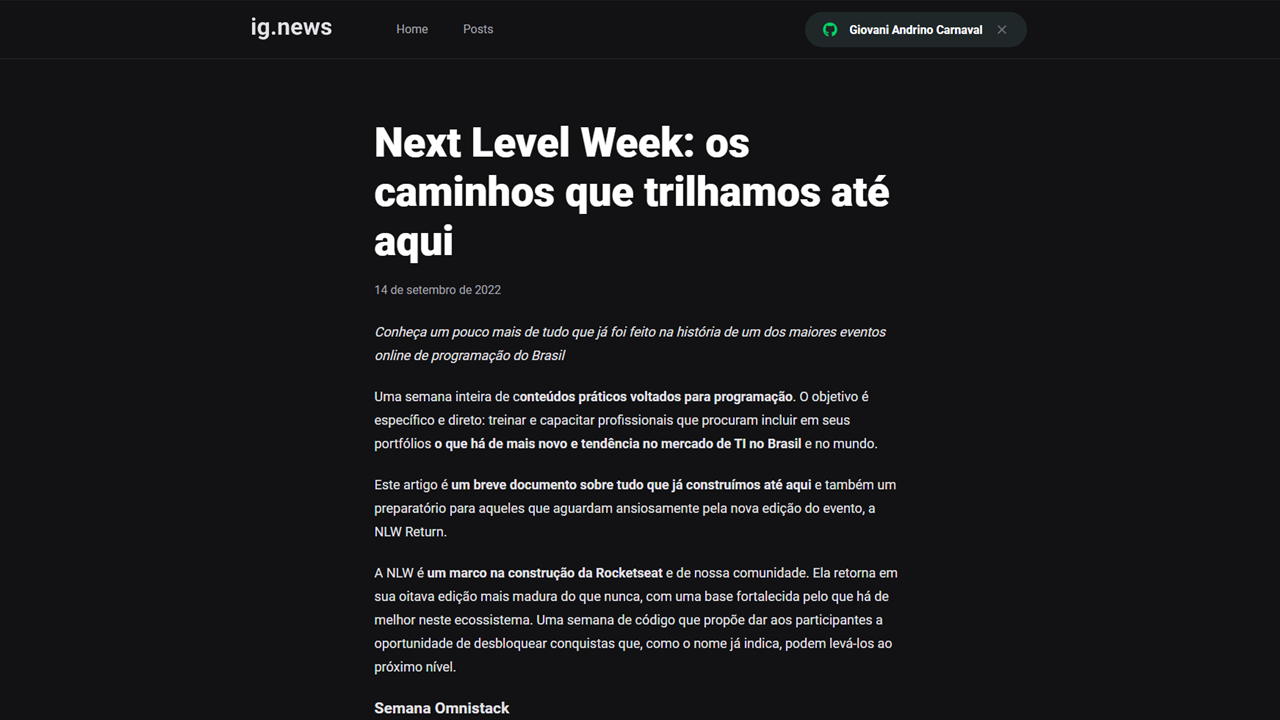 ig.news
Home
Posts
Giovani Andrino Carnaval
Next Level Week: os
caminhos que trilhamos até
aqui
14 de setembro de 2022
Conheça um pouco mais de tudo que já foi feito na história de um dos maiores eventos
online de programação do Brasil
Uma semana inteira de conteúdos práticos voltados para programação. O objetivo é
específico e direto: treinar e capacitar profissionais que procuram incluir em seus
portfólios o que há de mais novo e tendência no mercado de TI no Brasil e no mundo.
Este artigo é um breve documento sobre tudo que já construímos até aqui e também um
preparatório para aqueles que aguardam ansiosamente pela nova edição do evento, a
NLW Return.
A NLW é um marco na construção da Rocketseat e de nossa comunidade. Ela retorna em
sua oitava edição mais madura do que nunca, com uma base fortalecida pelo que há de
melhor neste ecossistema. Uma semana de código que propõe dar aos participantes a
oportunidade de desbloquear conquistas que, como o nome já indica, podem levá-los ao
próximo nível.
Semana Omnistack